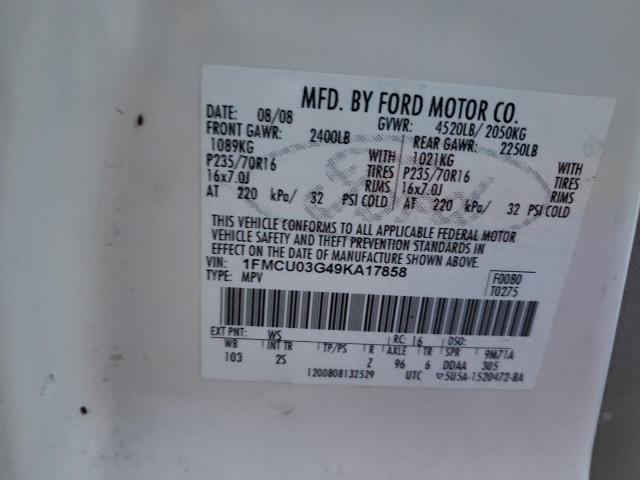 MFD. BY FORD MOTOR CO.
DATE: 08/08 GVWR: 4520LB/ 2050KG
FRONT GAWR: 2400LB REAR GAWR: 2250LB
1089KG WITH 1021KG WITH
P235/70R16 TIRES P235/70R16 TIRES
16x7.0J RIMS 16x7.0J RIMS
AT 220 kPa/ 32 PSI COLD AT 220 kPa/ 32 PSI COLD
THIS VEHICLE CONFORMS TO ALL APPLICABLE FEDERAL MOTOR
VEHICLE SAFETY AND THEFT PREVENTION STANDARDS IN
EFFECT ON THE DATE OF MANUFACTURE SHOWN ABOVE.
VIN: 1FMCU03G49KA17858 F0080
TYPE: MPV T0275
EXT PNT: WS RC: 16 DSO:
WB INT TR TP/PS R AXLE TR SPR 9M71A
103 2S Z 96 6 DDAA 305
1200808132529 UTC ▽5U5A-1520472-BA